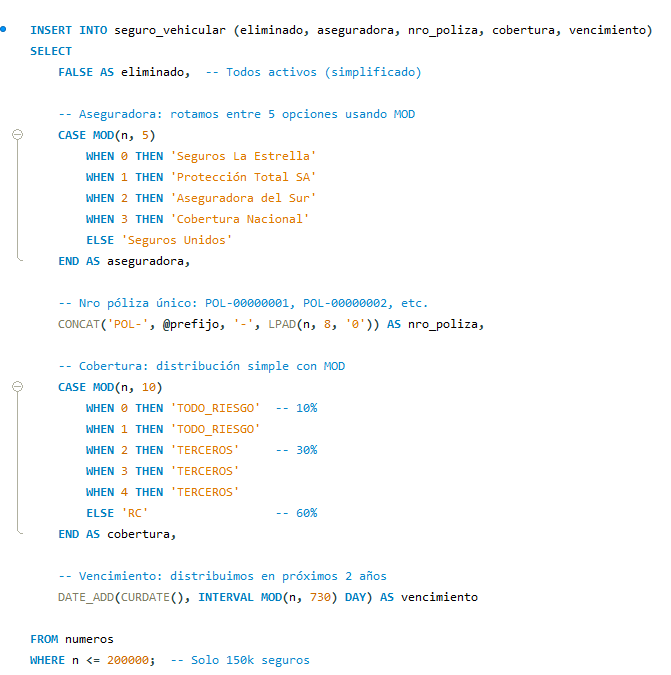 INSERT INTO seguro_vehicular (eliminado, aseguradora, nro_poliza, cobertura, vencimiento)
SELECT
    FALSE AS eliminado,  -- Todos activos (simplificado)

    -- Aseguradora: rotamos entre 5 opciones usando MOD
    CASE MOD(n, 5)
        WHEN 0 THEN 'Seguros La Estrella'
        WHEN 1 THEN 'Protección Total SA'
        WHEN 2 THEN 'Aseguradora del Sur'
        WHEN 3 THEN 'Cobertura Nacional'
        ELSE 'Seguros Unidos'
    END AS aseguradora,

    -- Nro póliza único: POL-00000001, POL-00000002, etc.
    CONCAT('POL-', @prefijo, '-', LPAD(n, 8, '0')) AS nro_poliza,

    -- Cobertura: distribución simple con MOD
    CASE MOD(n, 10)
        WHEN 0 THEN 'TODO_RIESGO'  -- 10%
        WHEN 1 THEN 'TODO_RIESGO'
        WHEN 2 THEN 'TERCEROS'     -- 30%
        WHEN 3 THEN 'TERCEROS'
        WHEN 4 THEN 'TERCEROS'
        ELSE 'RC'                  -- 60%
    END AS cobertura,

    -- Vencimiento: distribuimos en próximos 2 años
    DATE_ADD(CURDATE(), INTERVAL MOD(n, 730) DAY) AS vencimiento

FROM numeros
WHERE n <= 200000;  -- Solo 150k seguros